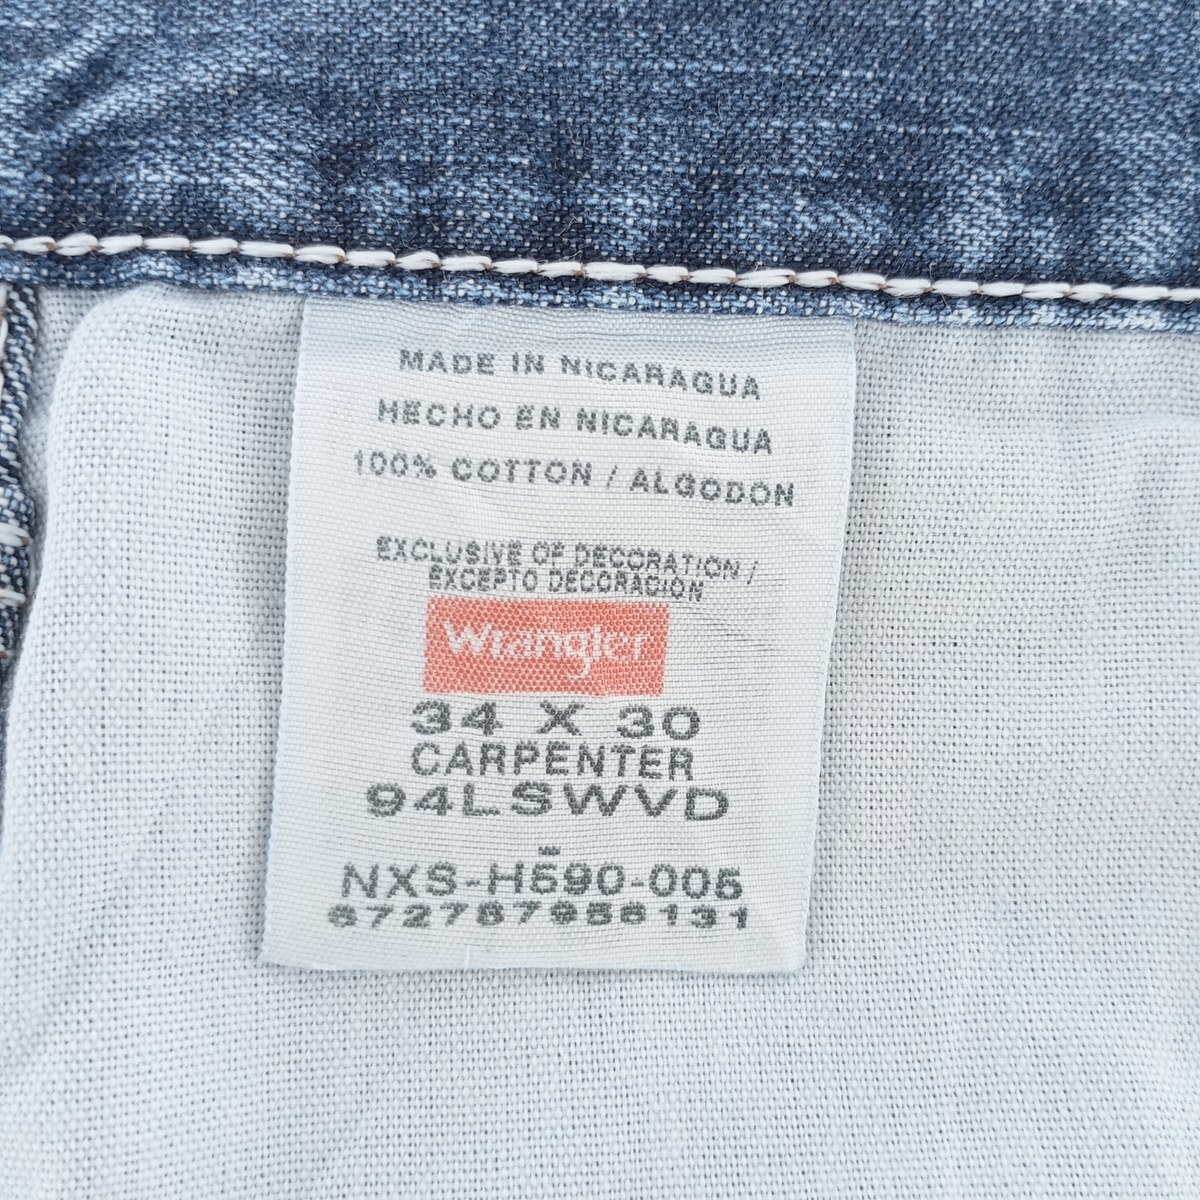 MADE IN NICARAGUA
HECHO EN NICARAGUA
100% COTTON / ALGODON
EXCLUSIVE OF DECORATION /
EXCEPTO DECORACION
Wrangler
34 X 30
CARPENTER
94LSWVD
NXS-H590-005